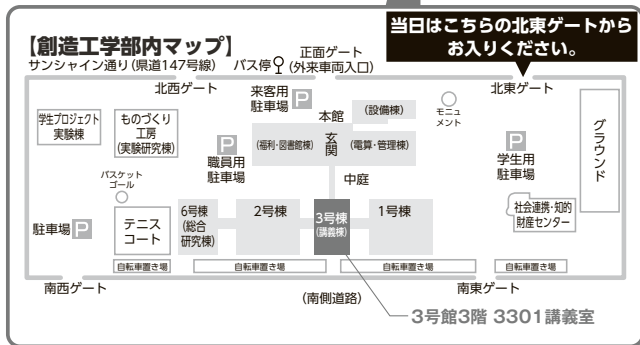 当日はこちらの北東ゲートから
お入りください。
【創造工学部内マップ】
サンシャイン通り(県道147号線)
バス停
正面ゲート
(外来車両入口)
北西ゲート
北東ゲート
学生プロジェクト
実験棟
ものづくり
工房
(実験研究棟)
来客用
駐車場
P
本館
(設備棟)
モニュ
メント
グラウンド
P
職員用
駐車場
(福利・図書館棟)
玄関
(電算・管理棟)
P
学生用
駐車場
中庭
バスケット
ゴール
駐車場
P
テニス
コート
6号棟
(総合
研究棟)
2号棟
3号棟
(講義棟)
1号棟
社会連携・知的
財産センター
自転車置き場
自転車置き場
自転車置き場
自転車置き場
南西ゲート
(南側道路)
南東ゲート
3号館3階 3301講義室